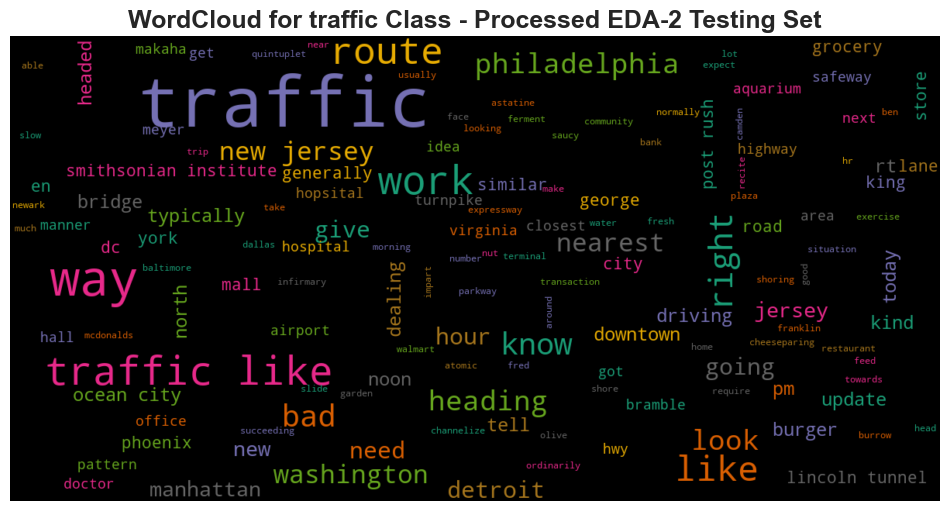 WordCloud for traffic Class - Processed EDA-2 Testing Set
makaha get quintuplet near route grocery
able headed usually philadelphia expect lot safeway store
traffic astatine aquarium
slow meyer face looking ferment community normally post rush camden next ben
trip new jersey idea saucy bank highway hr
smithsonian institute generally work similar make recite rt lane
en bridge hopsital turnpike george plaza king
newark much manner typically take give virginia expressway closest water fresh road area exercise
dc york dallas hospital morning nearest right situation
baltimore mall number nut terminal city today
way infirmary dealing impart parkway transaction shoring good
north around driving jersey
hall mcdonalds airport hour know downtown franklin kind
walmart home cheeseparing restaurant
traffic like atomic fred got going feed towards
ocean city slide garden noon shore require pm update
office bad heading bramble
succeeding tell channelize olive burger burrow head
phoenix new need hwy look
pattern washington ordinarily like lincoln tunnel
doctor manhattan detroit